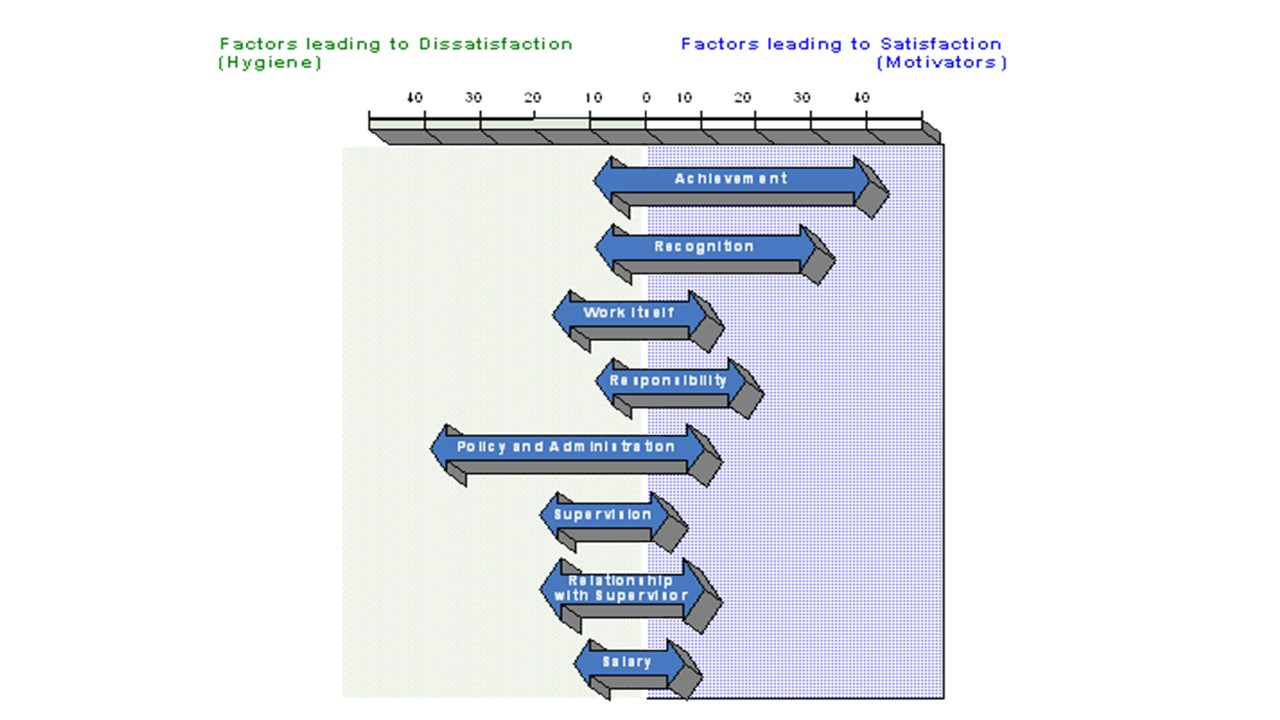 Factors leading to Dissatisfaction
(Hygiene)
Factors leading to Satisfaction
(Motivators)
40 30 20 10 0 10 20 30 40
Achievement
Recognition
Work Itself
Responsibility
Policy and Administration
Supervision
Relationship
with Supervisor
Salary